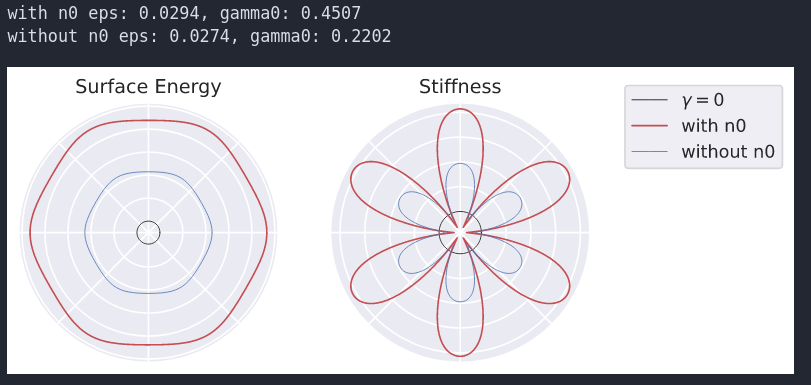 with n0 eps: 0.0294, gamma0: 0.4507
without n0 eps: 0.0274, gamma0: 0.2202
Surface Energy
Stiffness
γ = 0
with n0
without n0